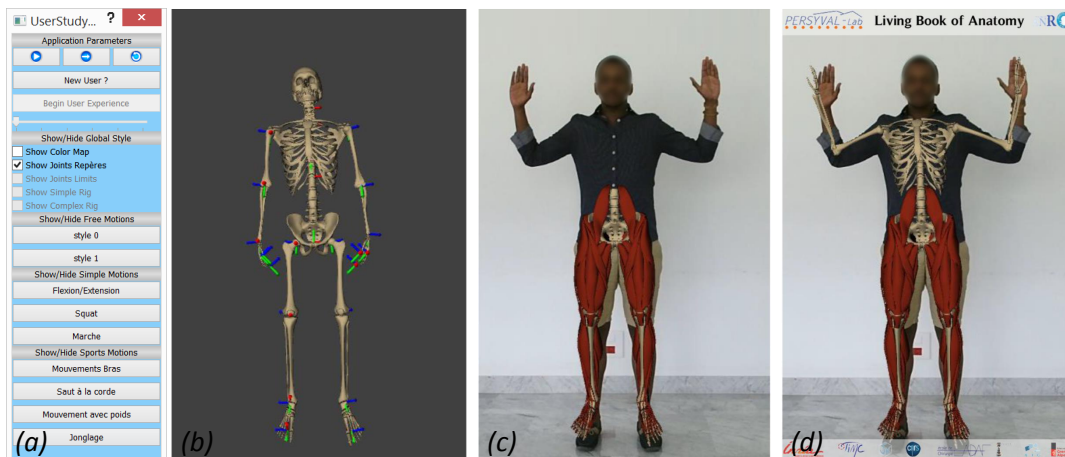 UserStudy... ? x
Application Parameters
New User ?
Begin User Experience
Show/Hide Global Style
Show Color Map
Show Joints Repères
Show Joints Limits
Show Simple Rig
Show Complex Rig
Show/Hide Free Motions
style 0
style 1
Show/Hide Simple Motions
Flexion/Extension
Squat
Marche
Show/Hide Sports Motions
Mouvements Bras
Saut à la corde
Mouvement avec poids
Jonglage
(a)
(b)
(c)
PERSYVAL-Lab Living Book of Anatomy
(d)